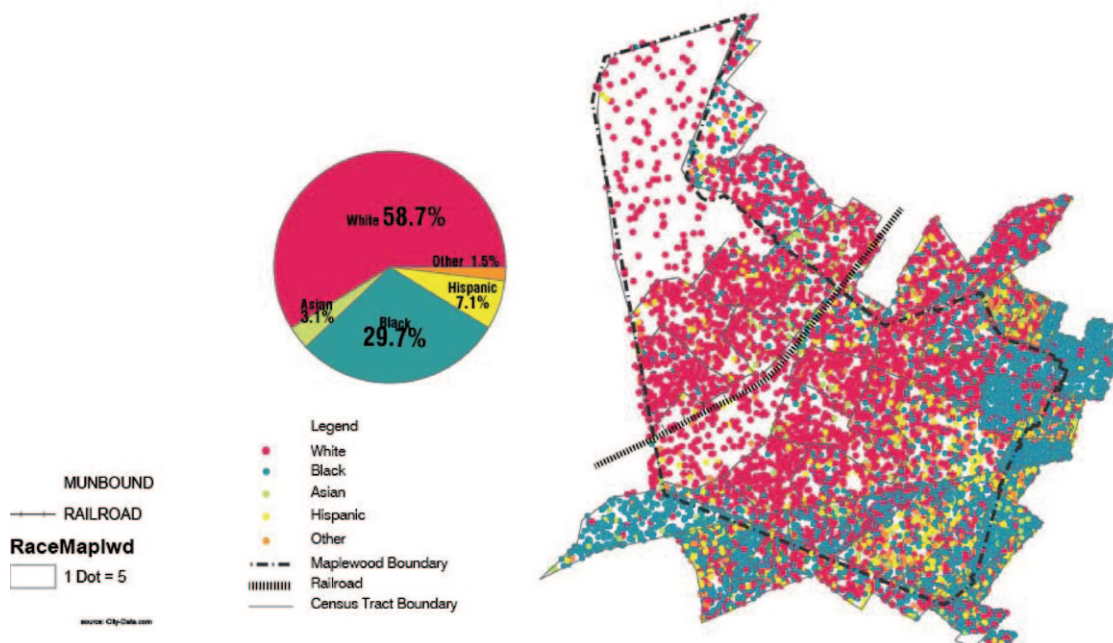 White 58.7%
Other 1.5%
Hispanic
7.1%
Asian
3.1%
Black
29.7%
Legend
White
Black
Asian
Hispanic
Other
Maplewood Boundary
Railroad
Census Tract Boundary
MUNBOUND
RAILROAD
RaceMaplwd
1 Dot = 5
source: City-Data.com